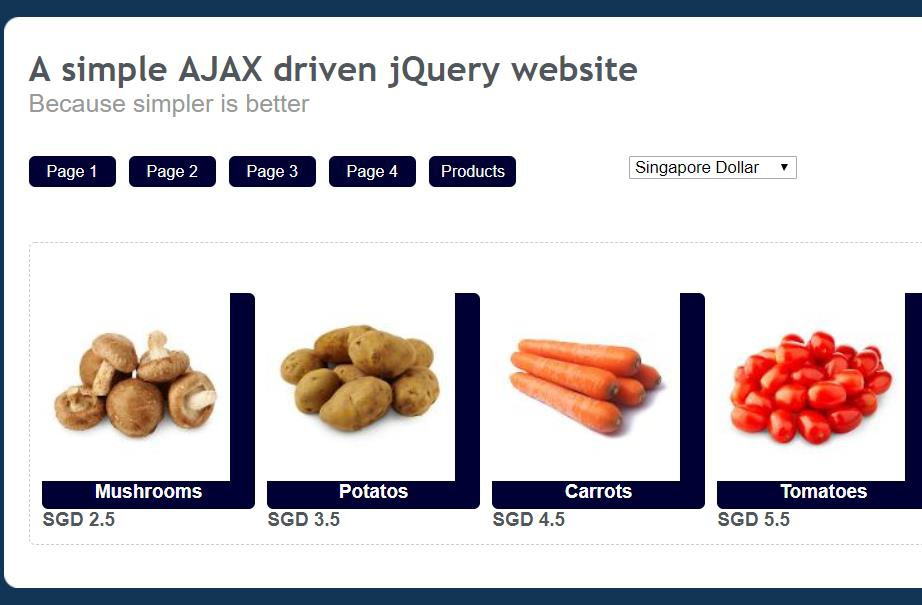 A simple AJAX driven jQuery website
Because simpler is better
Page 1 Page 2 Page 3 Page 4 Products Singapore Dollar
Mushrooms Potatos Carrots Tomatoes
SGD 2.5 SGD 3.5 SGD 4.5 SGD 5.5